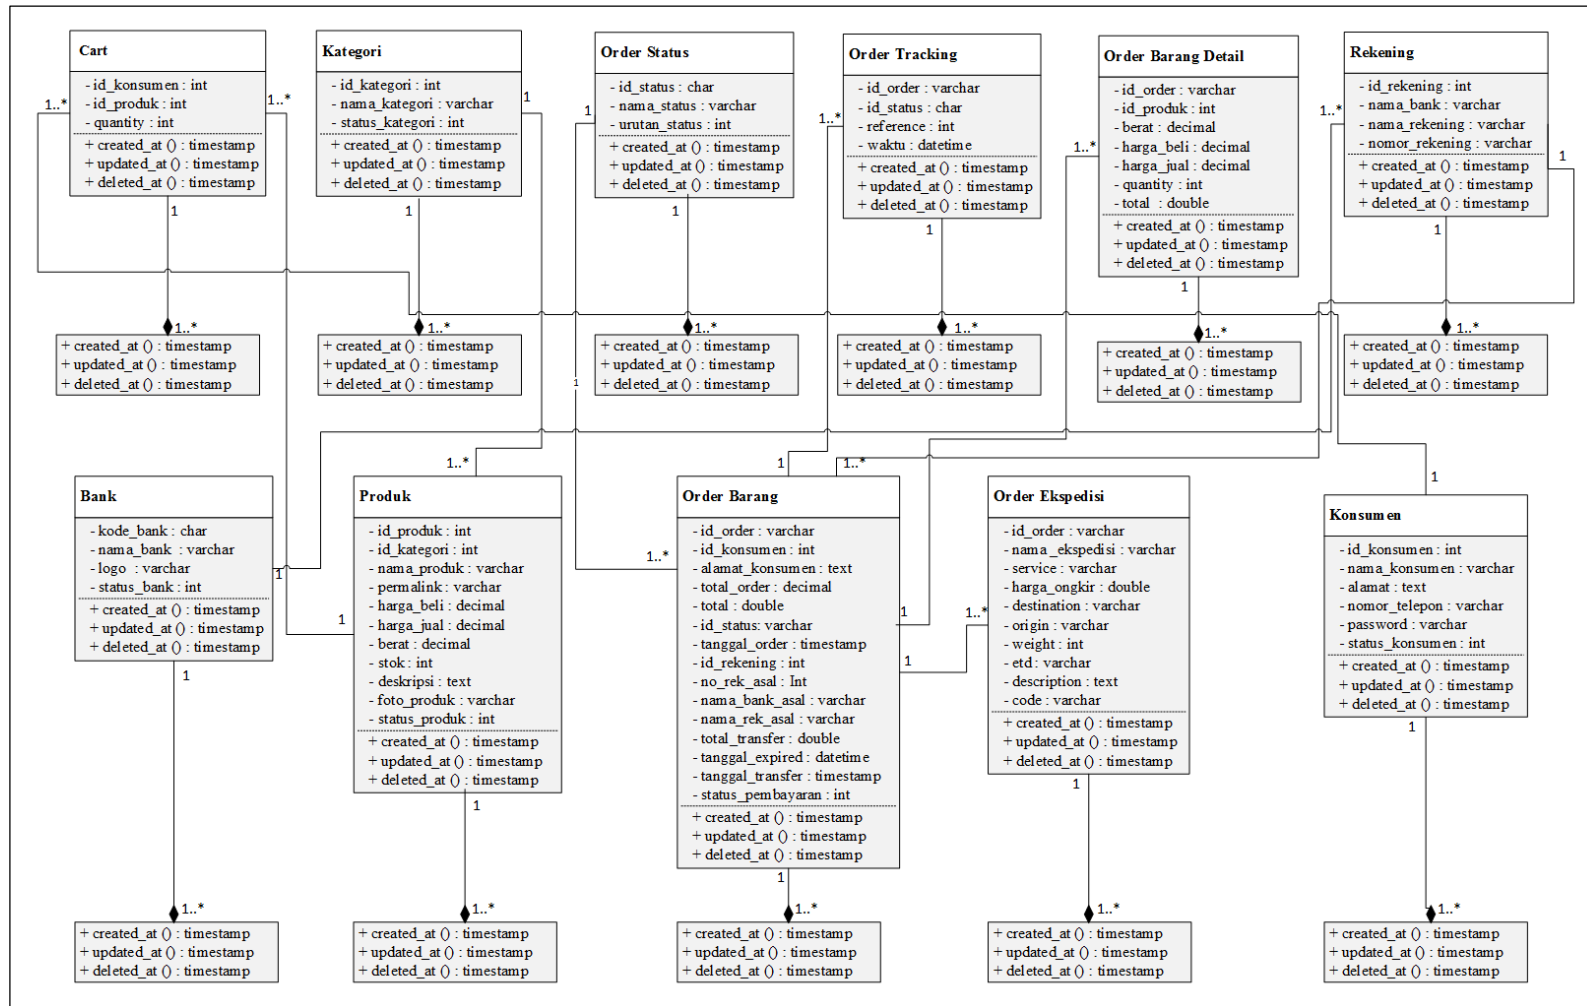 Cart
- id_konsumen : int
- id_produk : int
- quantity : int
+ created_at () : timestamp
+ updated_at () : timestamp
+ deleted_at () : timestamp
1..*
1..*
1
1..*
+ created_at () : timestamp
+ updated_at () : timestamp
+ deleted_at () : timestamp
Kategori
- id_kategori : int
- nama_kategori : varchar
- status_kategori : int
+ created_at () : timestamp
+ updated_at () : timestamp
+ deleted_at () : timestamp
1
1
1..*
+ created_at () : timestamp
+ updated_at () : timestamp
+ deleted_at () : timestamp
Order Status
- id_status : char
- nama_status : varchar
- urutan_status : int
+ created_at () : timestamp
+ updated_at () : timestamp
+ deleted_at () : timestamp
1
1
1..*
+ created_at () : timestamp
+ updated_at () : timestamp
+ deleted_at () : timestamp
1
Order Tracking
- id_order : varchar
- id_status : char
- reference : int
- waktu : datetime
+ created_at () : timestamp
+ updated_at () : timestamp
+ deleted_at () : timestamp
1..*
1
1..*
+ created_at () : timestamp
+ updated_at () : timestamp
+ deleted_at () : timestamp
Order Barang Detail
- id_order : varchar
- id_produk : int
- berat : decimal
- harga_beli : decimal
- harga_jual : decimal
- quantity : int
- total : double
+ created_at () : timestamp
+ updated_at () : timestamp
+ deleted_at () : timestamp
1..*
1
1..*
+ created_at () : timestamp
+ updated_at () : timestamp
+ deleted_at () : timestamp
Rekening
- id_rekening : int
- nama_bank : varchar
- nama_rekening : varchar
- nomor_rekening : varchar
+ created_at () : timestamp
+ updated_at () : timestamp
+ deleted_at () : timestamp
1..*
1
1
1..*
+ created_at () : timestamp
+ updated_at () : timestamp
+ deleted_at () : timestamp
Bank
- kode_bank : char
- nama_bank : varchar
- logo : varchar
- status_bank : int
+ created_at () : timestamp
+ updated_at () : timestamp
+ deleted_at () : timestamp
1
1
1..*
+ created_at () : timestamp
+ updated_at () : timestamp
+ deleted_at () : timestamp
1..*
Produk
- id_produk : int
- id_kategori : int
- nama_produk : varchar
- permalink : varchar
- harga_beli : decimal
- harga_jual : decimal
- berat : decimal
- stok : int
- deskripsi : text
- foto_produk : varchar
- status_produk : int
+ created_at () : timestamp
+ updated_at () : timestamp
+ deleted_at () : timestamp
1
1
1..*
+ created_at () : timestamp
+ updated_at () : timestamp
+ deleted_at () : timestamp
1
1..*
Order Barang
- id_order : varchar
- id_konsumen : int
- alamat_konsumen : text
- total_order : decimal
- total : double
- id_status: varchar
- tanggal_order : timestamp
- id_rekening : int
- no_rek_asal : Int
- nama_bank_asal : varchar
- nama_rek_asal : varchar
- total_transfer : double
- tanggal_expired : datetime
- tanggal_transfer : timestamp
- status_pembayaran : int
+ created_at () : timestamp
+ updated_at () : timestamp
+ deleted_at () : timestamp
1..*
1
1
1
1..*
+ created_at () : timestamp
+ updated_at () : timestamp
+ deleted_at () : timestamp
Order Ekspedisi
- id_order : varchar
- nama_ekspedisi : varchar
- service : varchar
- harga_ongkir : double
- destination : varchar
- origin : varchar
- weight : int
- etd : varchar
- description : text
- code : varchar
+ created_at () : timestamp
+ updated_at () : timestamp
+ deleted_at () : timestamp
1..*
1
1..*
+ created_at () : timestamp
+ updated_at () : timestamp
+ deleted_at () : timestamp
1
Konsumen
- id_konsumen : int
- nama_konsumen : varchar
- alamat : text
- nomor_telepon : varchar
- password : varchar
- status_konsumen : int
+ created_at () : timestamp
+ updated_at () : timestamp
+ deleted_at () : timestamp
1
1..*
+ created_at () : timestamp
+ updated_at () : timestamp
+ deleted_at () : timestamp